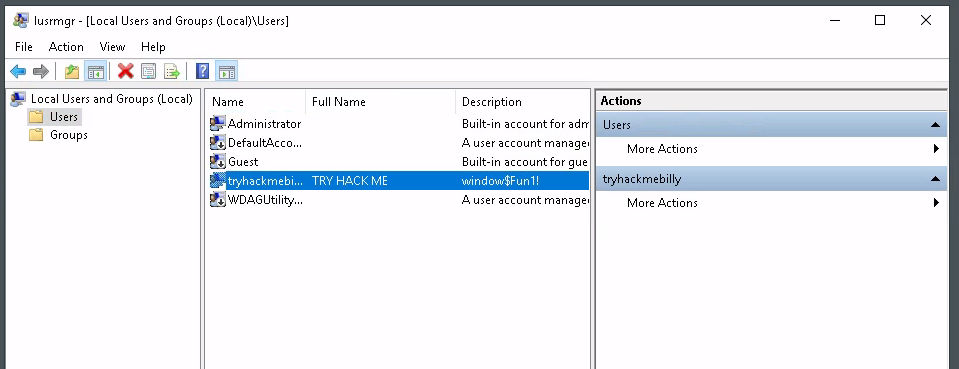 lusrmgr - [Local Users and Groups (Local)\Users]
File Action View Help
Local Users and Groups (Local)
Users
Groups
Name Full Name Description
Administrator Built-in account for adm
DefaultAcco... A user account manage
Guest Built-in account for gue
tryhackmebi... TRY HACK ME window$Fun1!
WDAGUtility... A user account manage
Actions
Users
More Actions
tryhackmebilly
More Actions